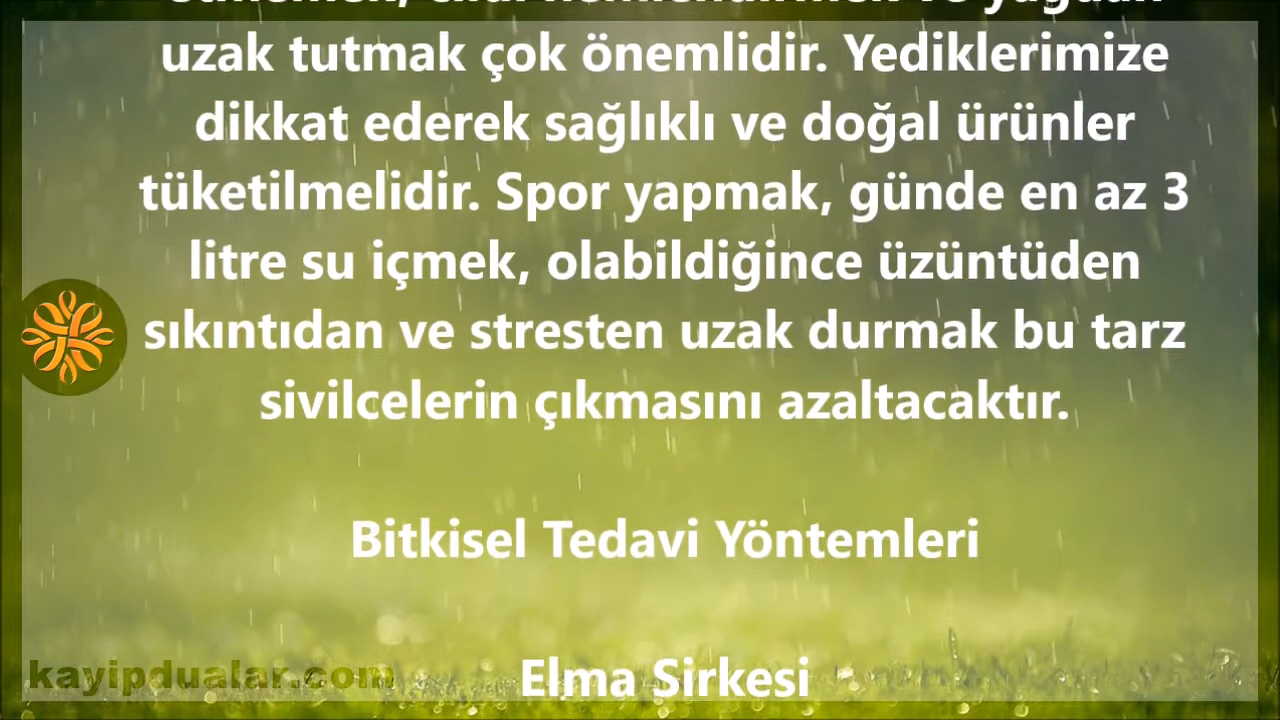 uzak tutmak çok önemlidir. Yediklerimize
dikkat ederek sağlıklı ve doğal ürünler
tüketilmelidir. Spor yapmak, günde en az 3
litre su içmek, olabildiğince üzüntüden
sıkıntıdan ve stresten uzak durmak bu tarz
sivilcelerin çıkmasını azaltacaktır.
Bitkisel Tedavi Yöntemleri
Elma Sirkesi
kayipdualar.com